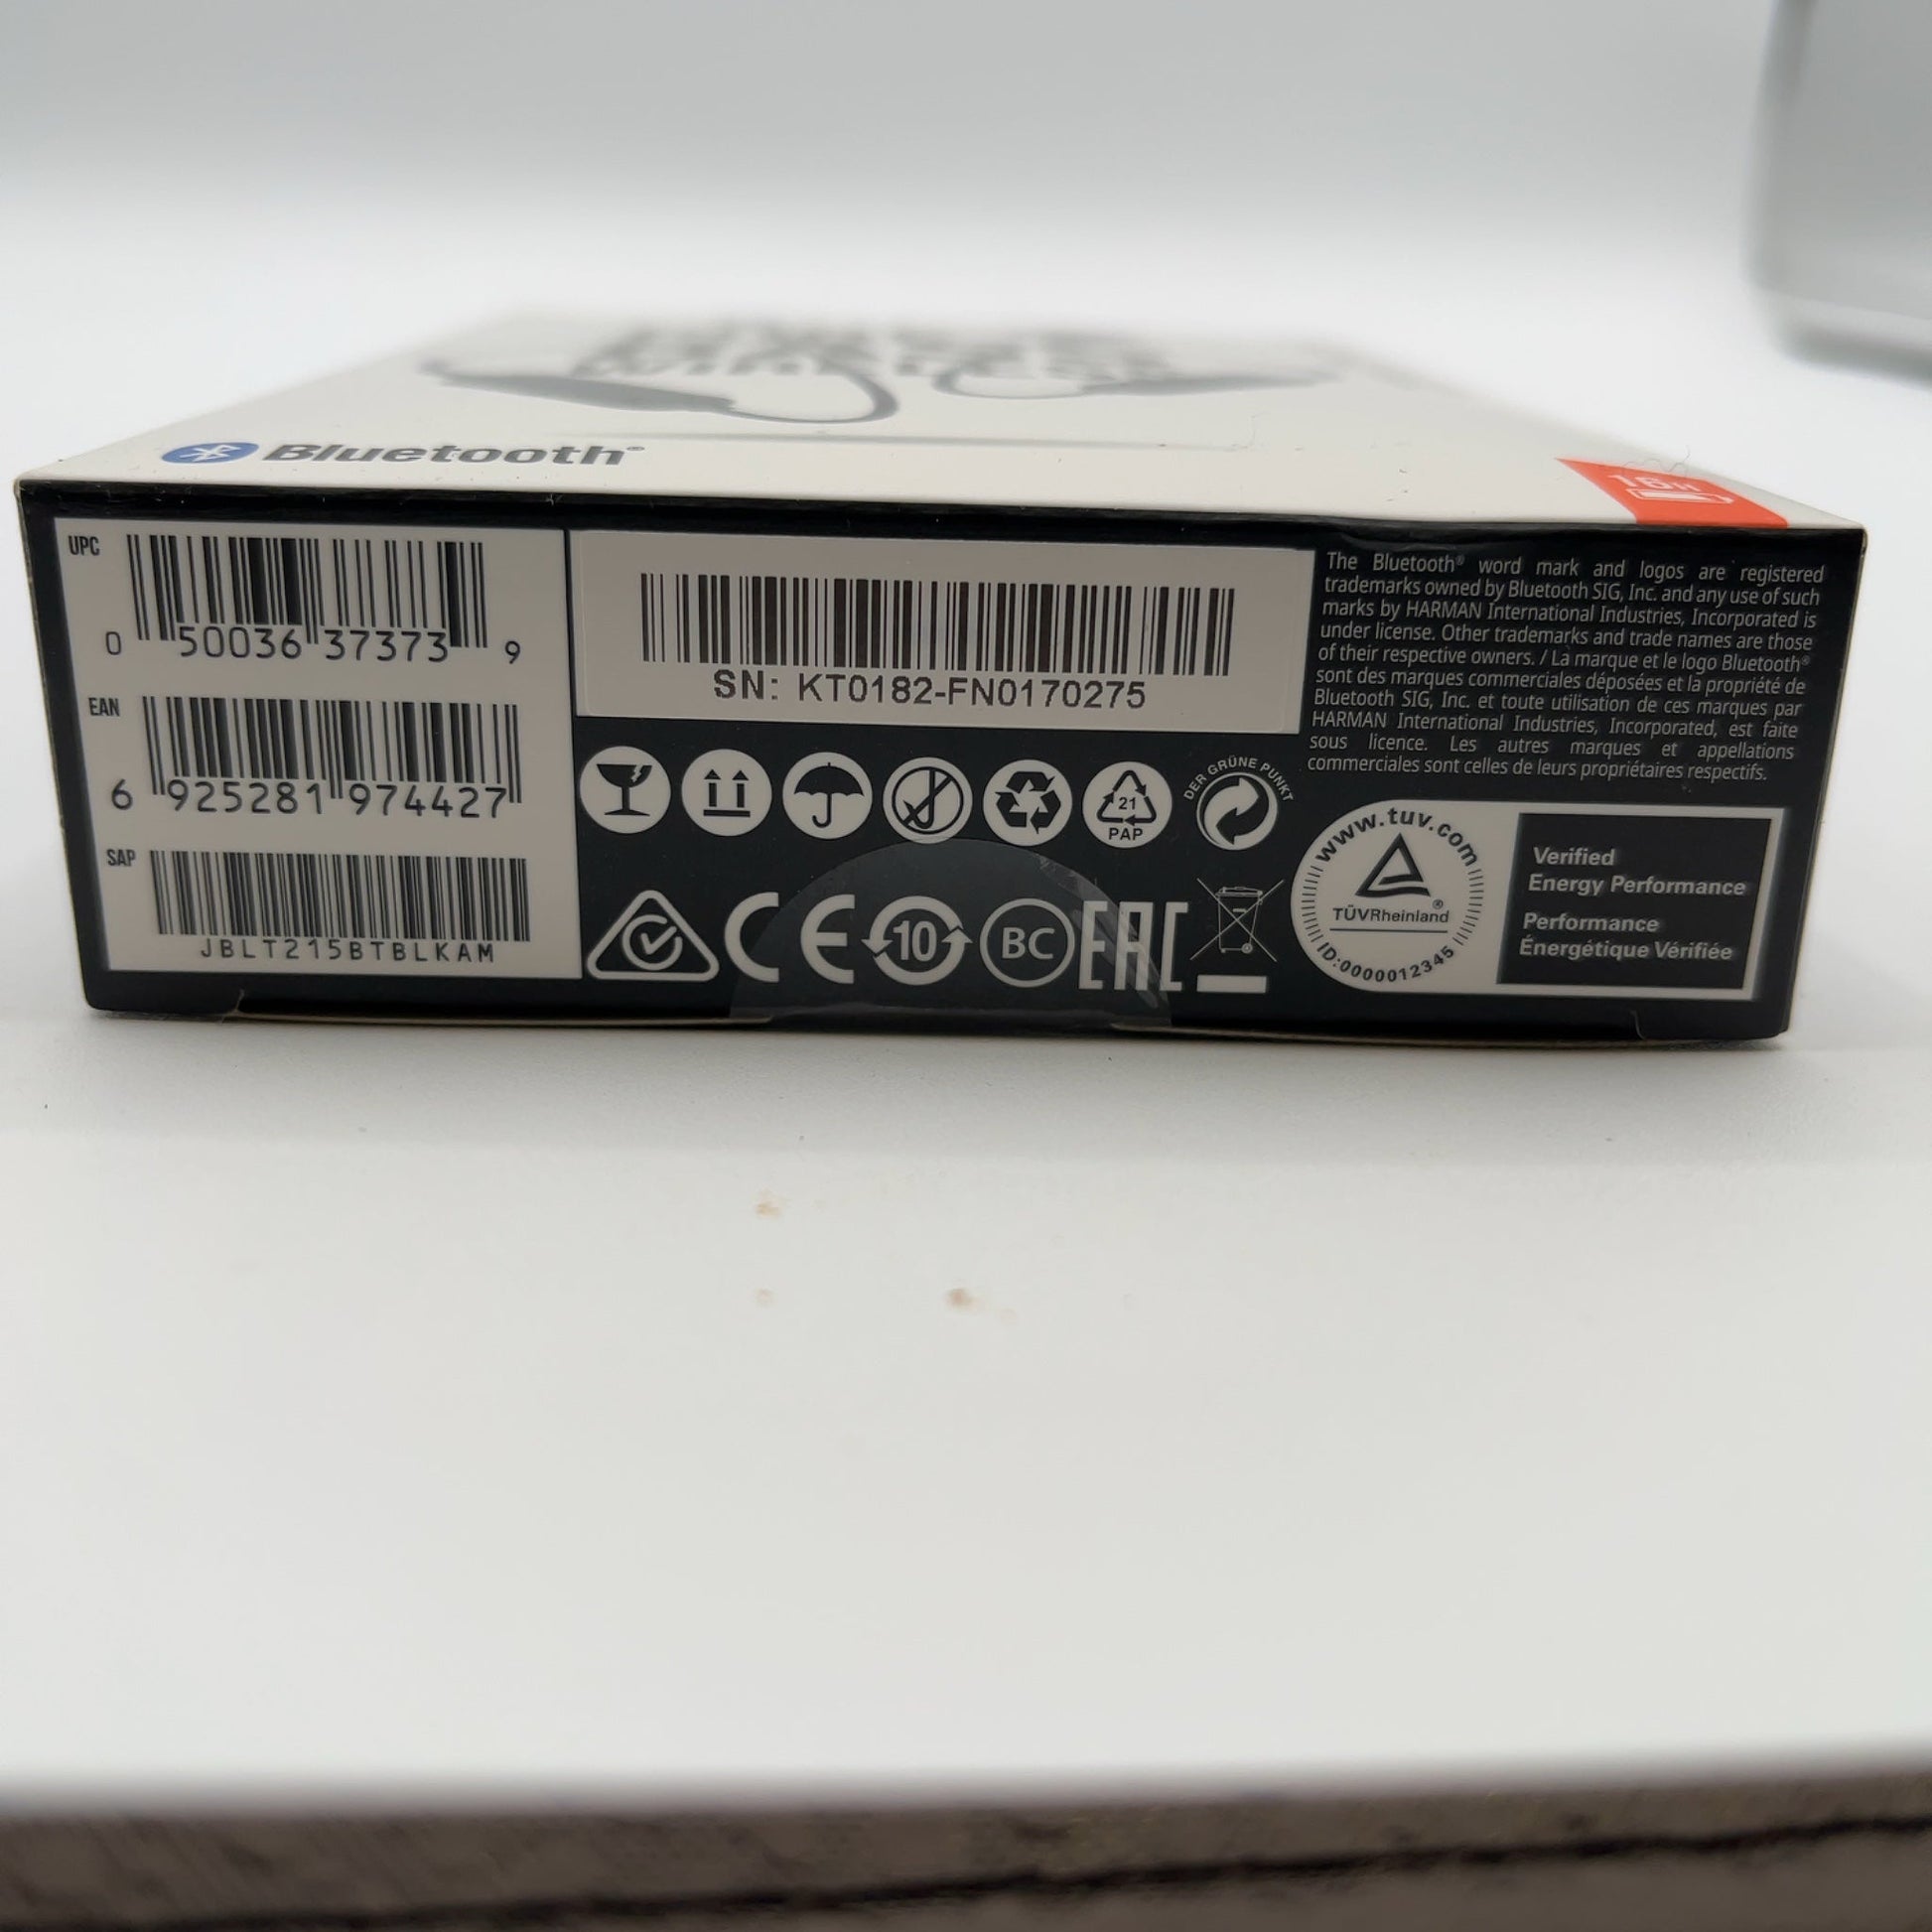 Bluetooth®
16H
UPC
0 50036 37373 9
EAN
6 925281 974427
SAP
JBLT215BTBLKAM
SN: KT0182-FN0170275
21
PAP
DER GRÜNE PUNKT
CE
10
BC
EAC
The Bluetooth® word mark and logos are registered
trademarks owned by Bluetooth SIG, Inc. and any use of such
marks by HARMAN International Industries, Incorporated is
under license. Other trademarks and trade names are those
of their respective owners. / La marque et le logo Bluetooth®
sont des marques commerciales déposées et la propriété de
Bluetooth SIG, Inc. et toute utilisation de ces marques par
HARMAN International Industries, Incorporated, est faite
sous licence. Les autres marques et appellations
commerciales sont celles de leurs propriétaires respectifs.
www.tuv.com
TÜVRheinland®
ID:0000012345
Verified
Energy Performance
Performance
Énergétique Vérifiée